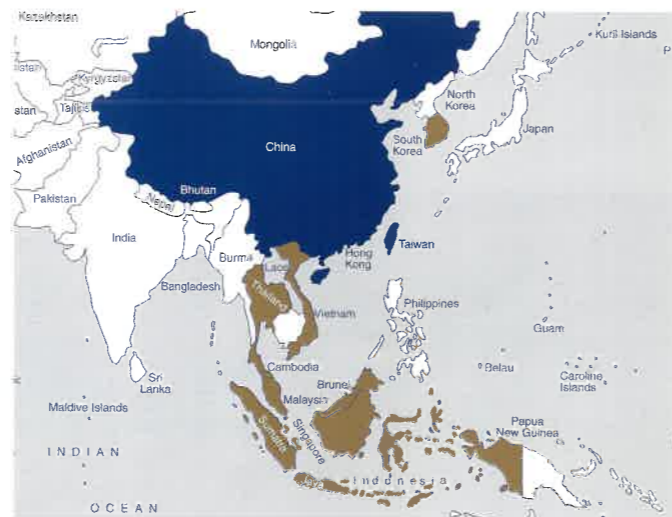 Kazakhstan
Mongolia
Kuril Islands
P
Kyrgyzstan
North
Korea
stan
Afghanistan
China
South
Korea
Japan
Pakistan
Nepal
Bhutan
India
Burma
Laos
Hong
Kong
Taiwan
Bangladesh
Thailand
Vietnam
Philippines
Guam
Sri
Lanka
Cambodia
Belau
Caroline
Islands
Maldive Islands
Malaysia
Brunei
Singapore
Sumatra
Papua
New Guinea
INDIAN
Java
Indonesia
OCEAN